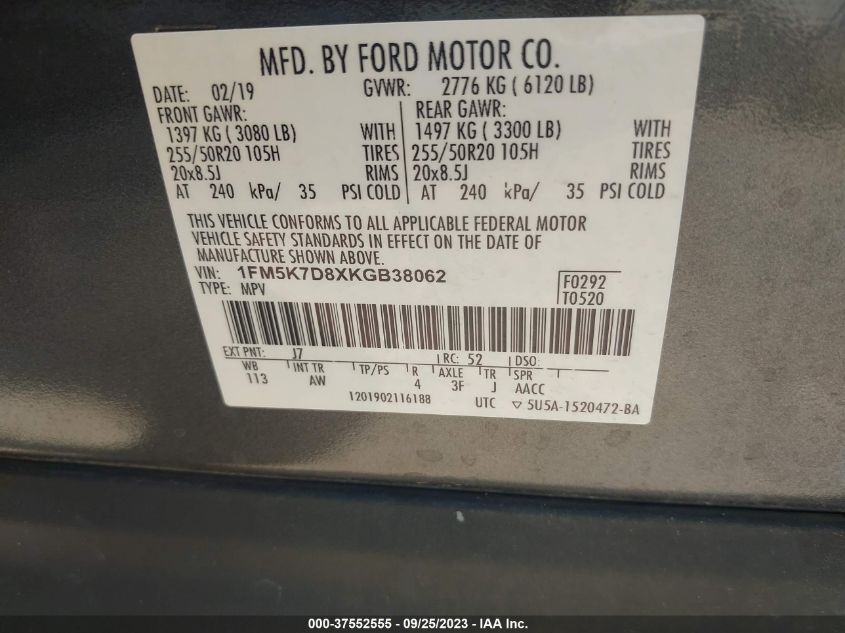 MFD. BY FORD MOTOR CO.
DATE: 02/19 GVWR: 2776 KG ( 6120 LB)
FRONT GAWR: REAR GAWR:
1397 KG ( 3080 LB) WITH 1497 KG ( 3300 LB) WITH
255/50R20 105H TIRES 255/50R20 105H TIRES
20x8.5J RIMS 20x8.5J RIMS
AT 240 kPa/ 35 PSI COLD AT 240 kPa/ 35 PSI COLD
THIS VEHICLE CONFORMS TO ALL APPLICABLE FEDERAL MOTOR
VEHICLE SAFETY STANDARDS IN EFFECT ON THE DATE OF
MANUFACTURE SHOWN ABOVE.
VIN: 1FM5K7D8XKGB38062
TYPE: MPV
F0292
T0520
EXT PNT: J7 RC: 52 DSO:
WB INT TR TP/PS R AXLE TR SPR
113 AW 4 3F J AACC
1201902116188 UTC ▽ 5U5A-1520472-BA
000-37552555 - 09/25/2023 - IAA Inc.